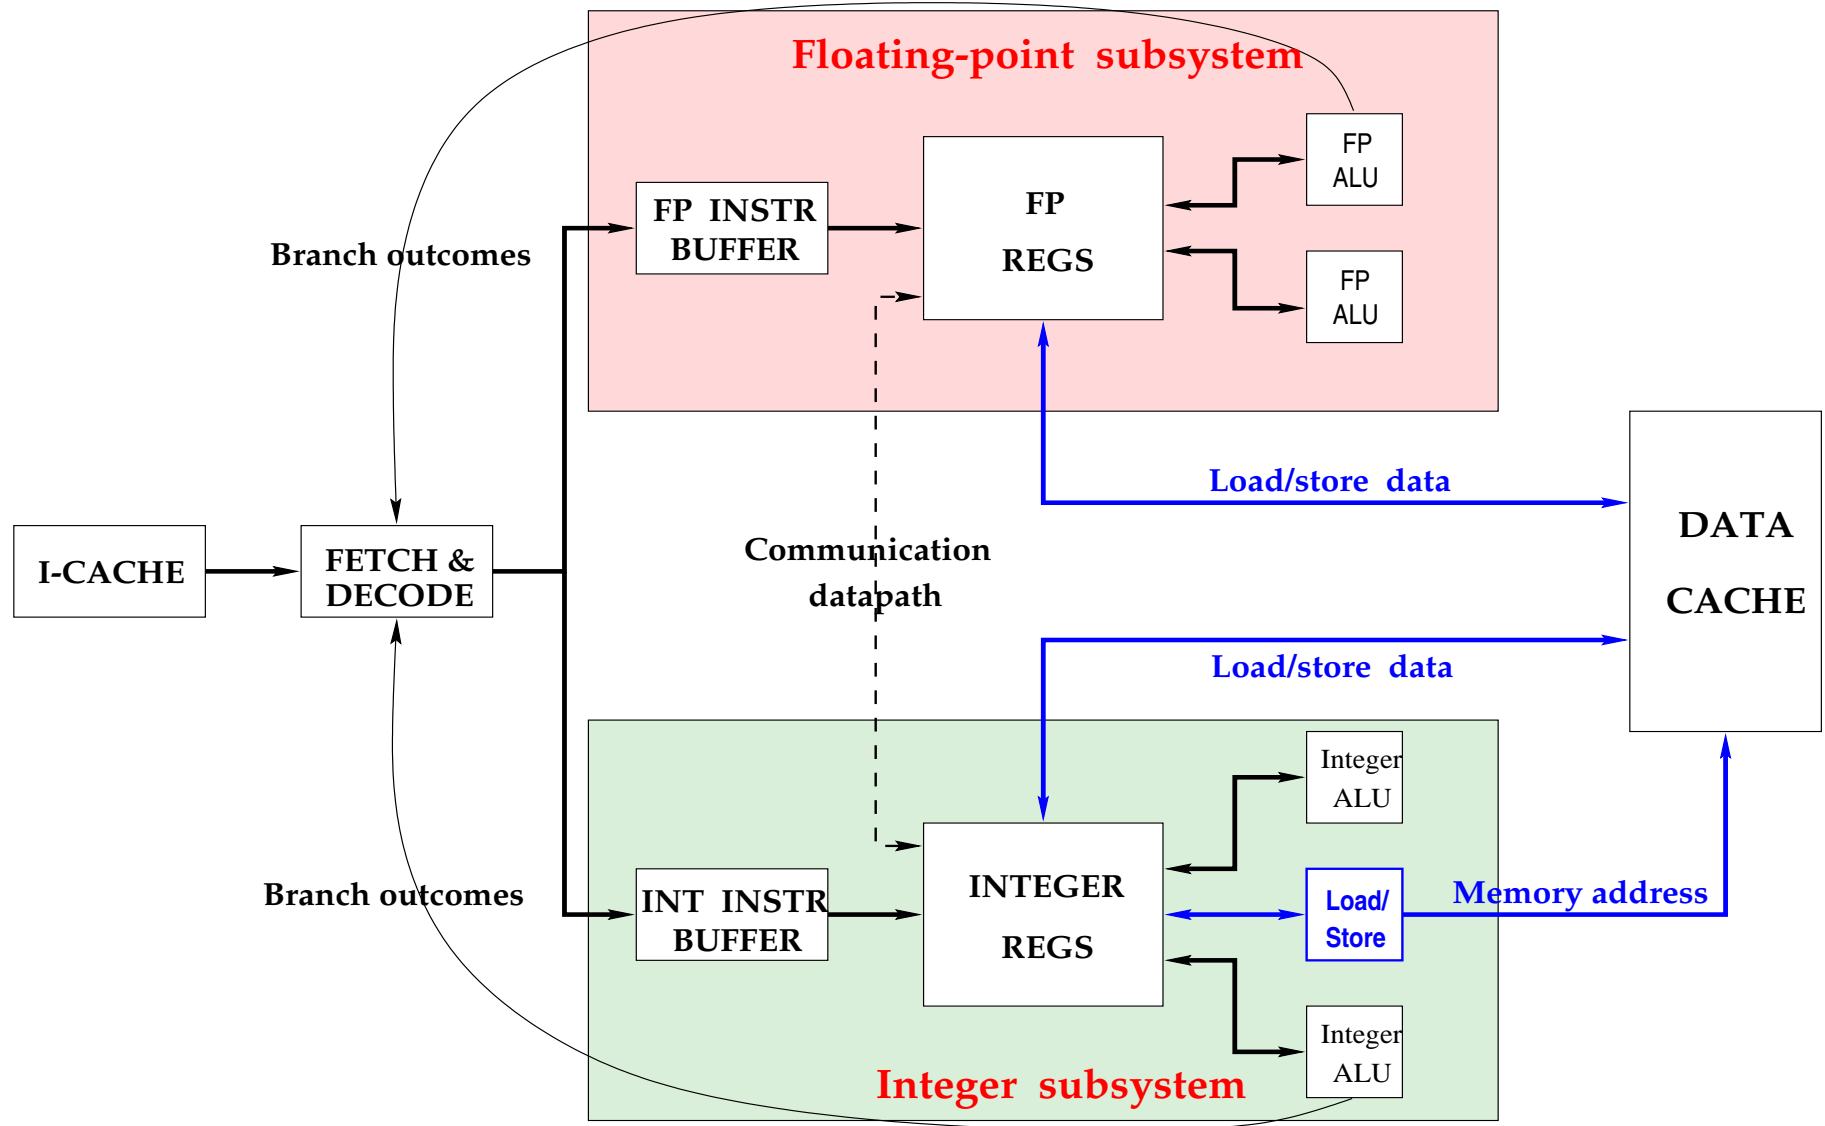 Floating-point subsystem
FP
ALU
FP INSTR
BUFFER
FP
REGS
Branch outcomes
FP
ALU
Load/store data
DATA
CACHE
I-CACHE
FETCH &
DECODE
Communication
datapath
Load/store data
Integer
ALU
Branch outcomes
INT INSTR
BUFFER
INTEGER
REGS
Load/
Store
Memory address
Integer
ALU
Integer subsystem